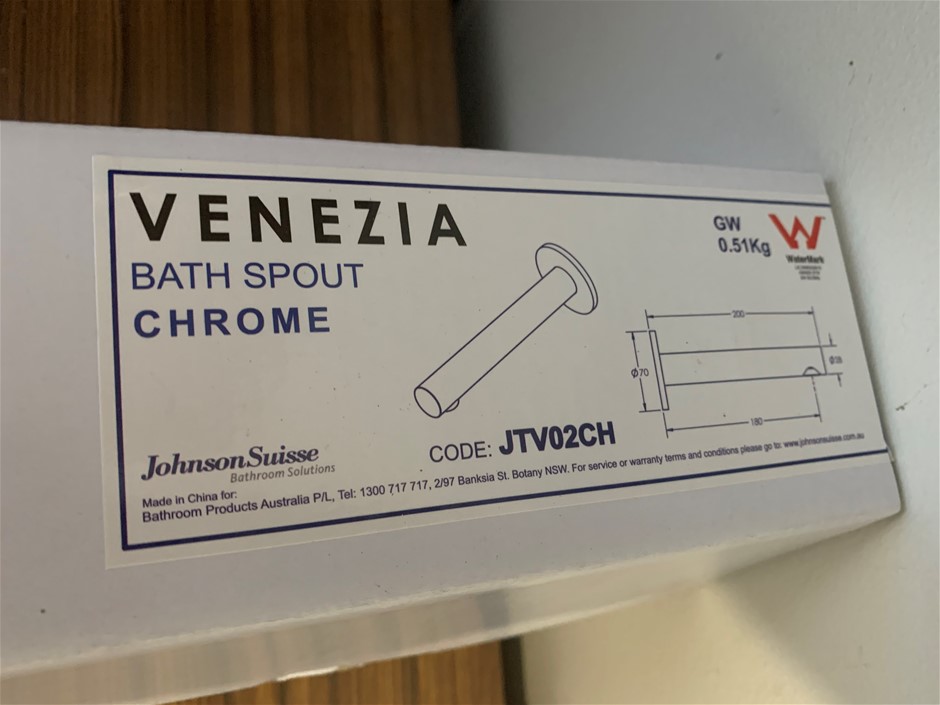 VENEZIA
BATH SPOUT
CHROME
GW
0.51Kg
W
WaterMark
200
Φ70
Φ35
180
CODE: JTV02CH
JohnsonSuisse
Bathroom Solutions
Made in China for:
Bathroom Products Australia P/L, Tel: 1300 717 717, 2/97 Banksia St. Botany NSW. For service or warranty terms and conditions please go to: www.johnsonsuisse.com.au